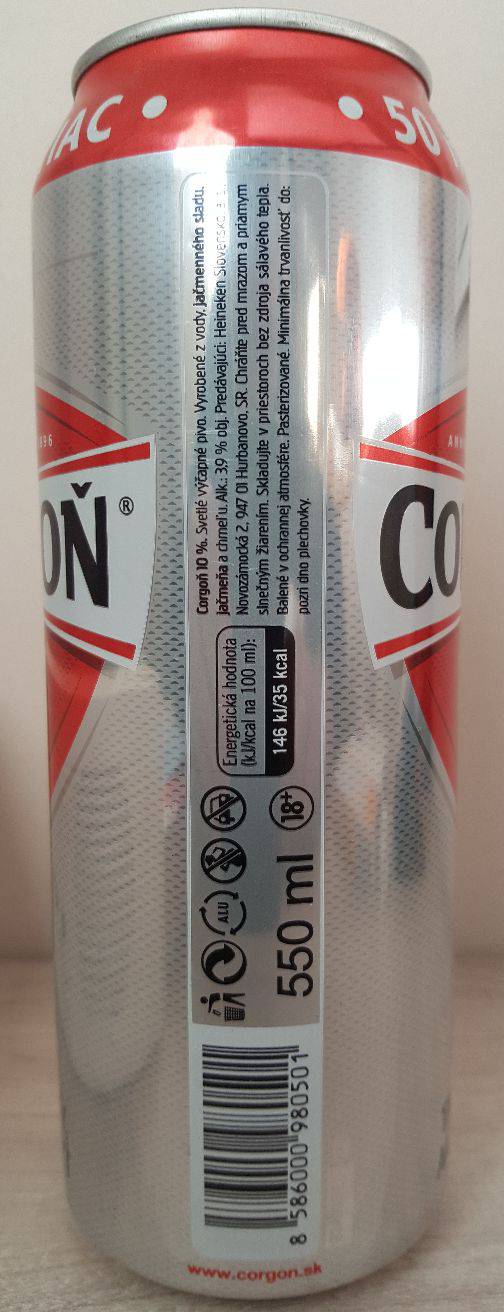 IAC • • 50
1896
OŇ ®
CO
Corgoň 10 %. Svetlé výčapné pivo. Vyrobené z vody, jačmenného sladu,
jačmeňa a chmeľu. Alk.: 3,9 % obj. Predávajúci: Heineken Slovensko, a. s.,
Novozámocká 2, 947 01 Hurbanovo, SR. Chráňte pred mrazom a priamym
slnečným žiarením. Skladujte v priestoroch bez zdroja sálavého tepla.
Balené v ochrannej atmosfére. Pasterizované. Minimálna trvanlivosť do:
pozri dno plechovky.
Energetická hodnota
(kJ/kcal na 100 ml):
146 kJ/35 kcal
ALU
18+
550 ml
8 586000 980501
www.corgon.sk